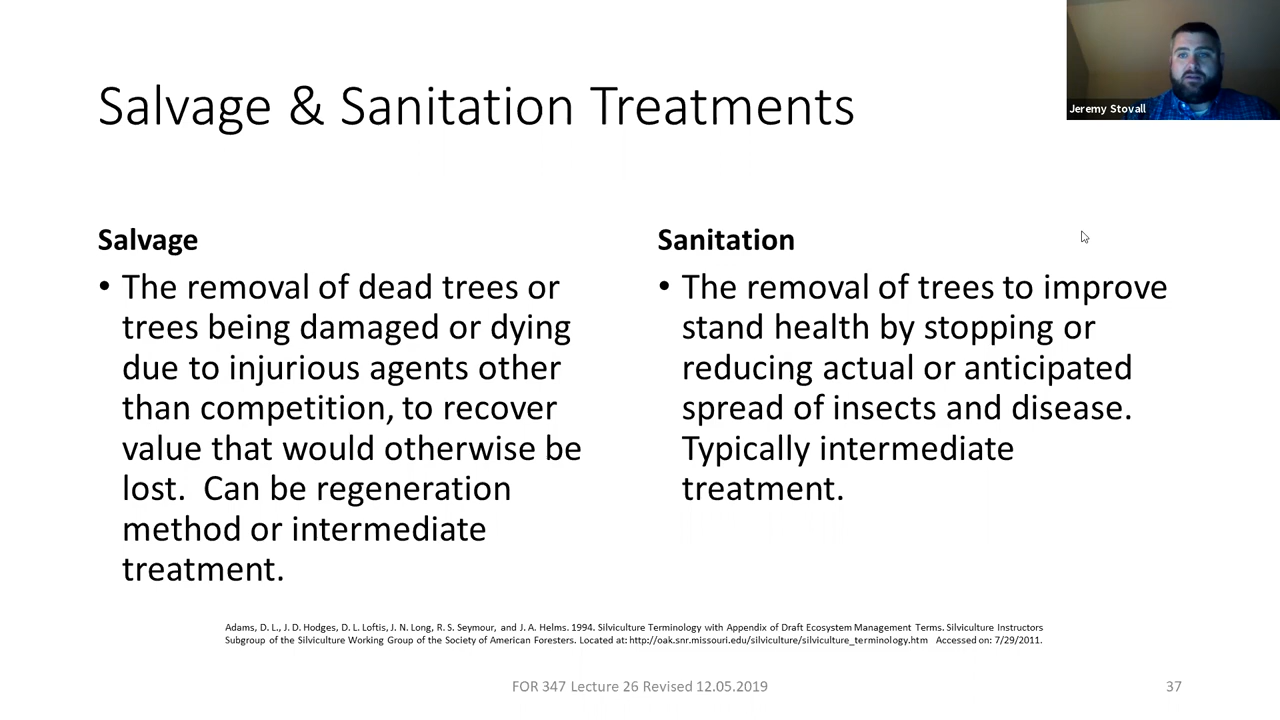 Jeremy Stovall
Salvage & Sanitation Treatments
Salvage
• The removal of dead trees or
trees being damaged or dying
due to injurious agents other
than competition, to recover
value that would otherwise be
lost.  Can be regeneration
method or intermediate
treatment.
Sanitation
• The removal of trees to improve
stand health by stopping or
reducing actual or anticipated
spread of insects and disease.
Typically intermediate
treatment.
Adams, D. L., J. D. Hodges, D. L. Loftis, J. N. Long, R. S. Seymour, and J. A. Helms. 1994. Silviculture Terminology with Appendix of Draft Ecosystem Management Terms. Silviculture Instructors
Subgroup of the Silviculture Working Group of the Society of American Foresters. Located at: http://oak.snr.missouri.edu/silviculture/silviculture_terminology.htm  Accessed on: 7/29/2011.
FOR 347 Lecture 26 Revised 12.05.2019
37